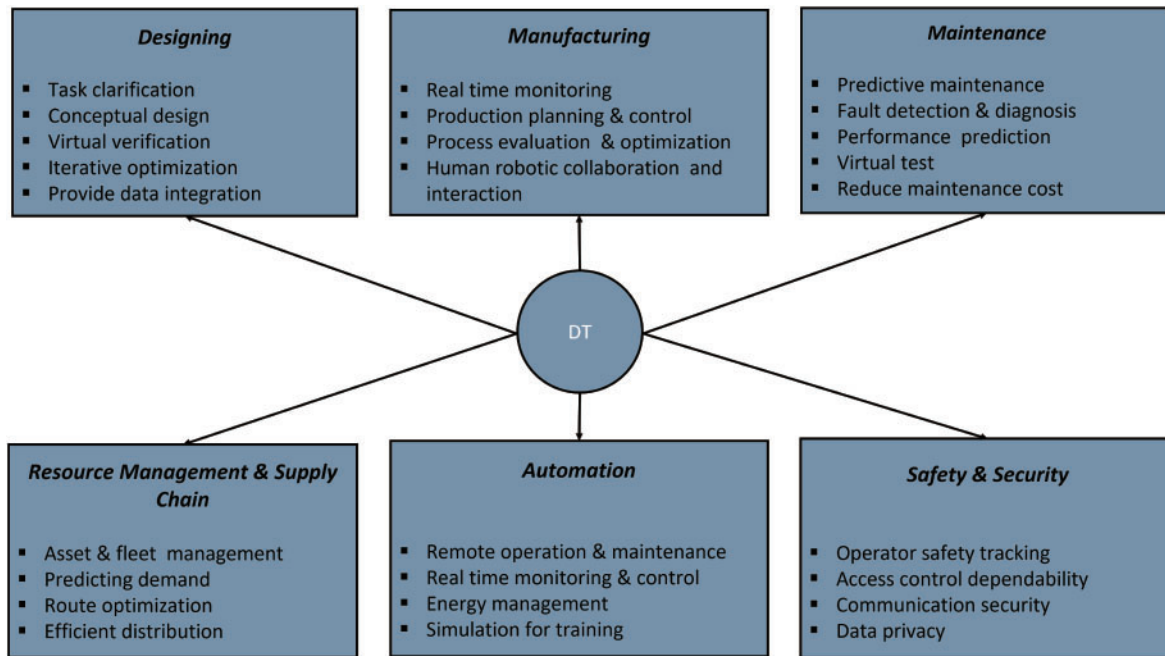 Designing
▪ Task clarification
▪ Conceptual design
▪ Virtual verification
▪ Iterative optimization
▪ Provide data integration
Manufacturing
▪ Real time monitoring
▪ Production planning & control
▪ Process evaluation & optimization
▪ Human robotic collaboration and
interaction
Maintenance
▪ Predictive maintenance
▪ Fault detection & diagnosis
▪ Performance prediction
▪ Virtual test
▪ Reduce maintenance cost
DT
Resource Management & Supply
Chain
▪ Asset & fleet management
▪ Predicting demand
▪ Route optimization
▪ Efficient distribution
Automation
▪ Remote operation & maintenance
▪ Real time monitoring & control
▪ Energy management
▪ Simulation for training
Safety & Security
▪ Operator safety tracking
▪ Access control dependability
▪ Communication security
▪ Data privacy